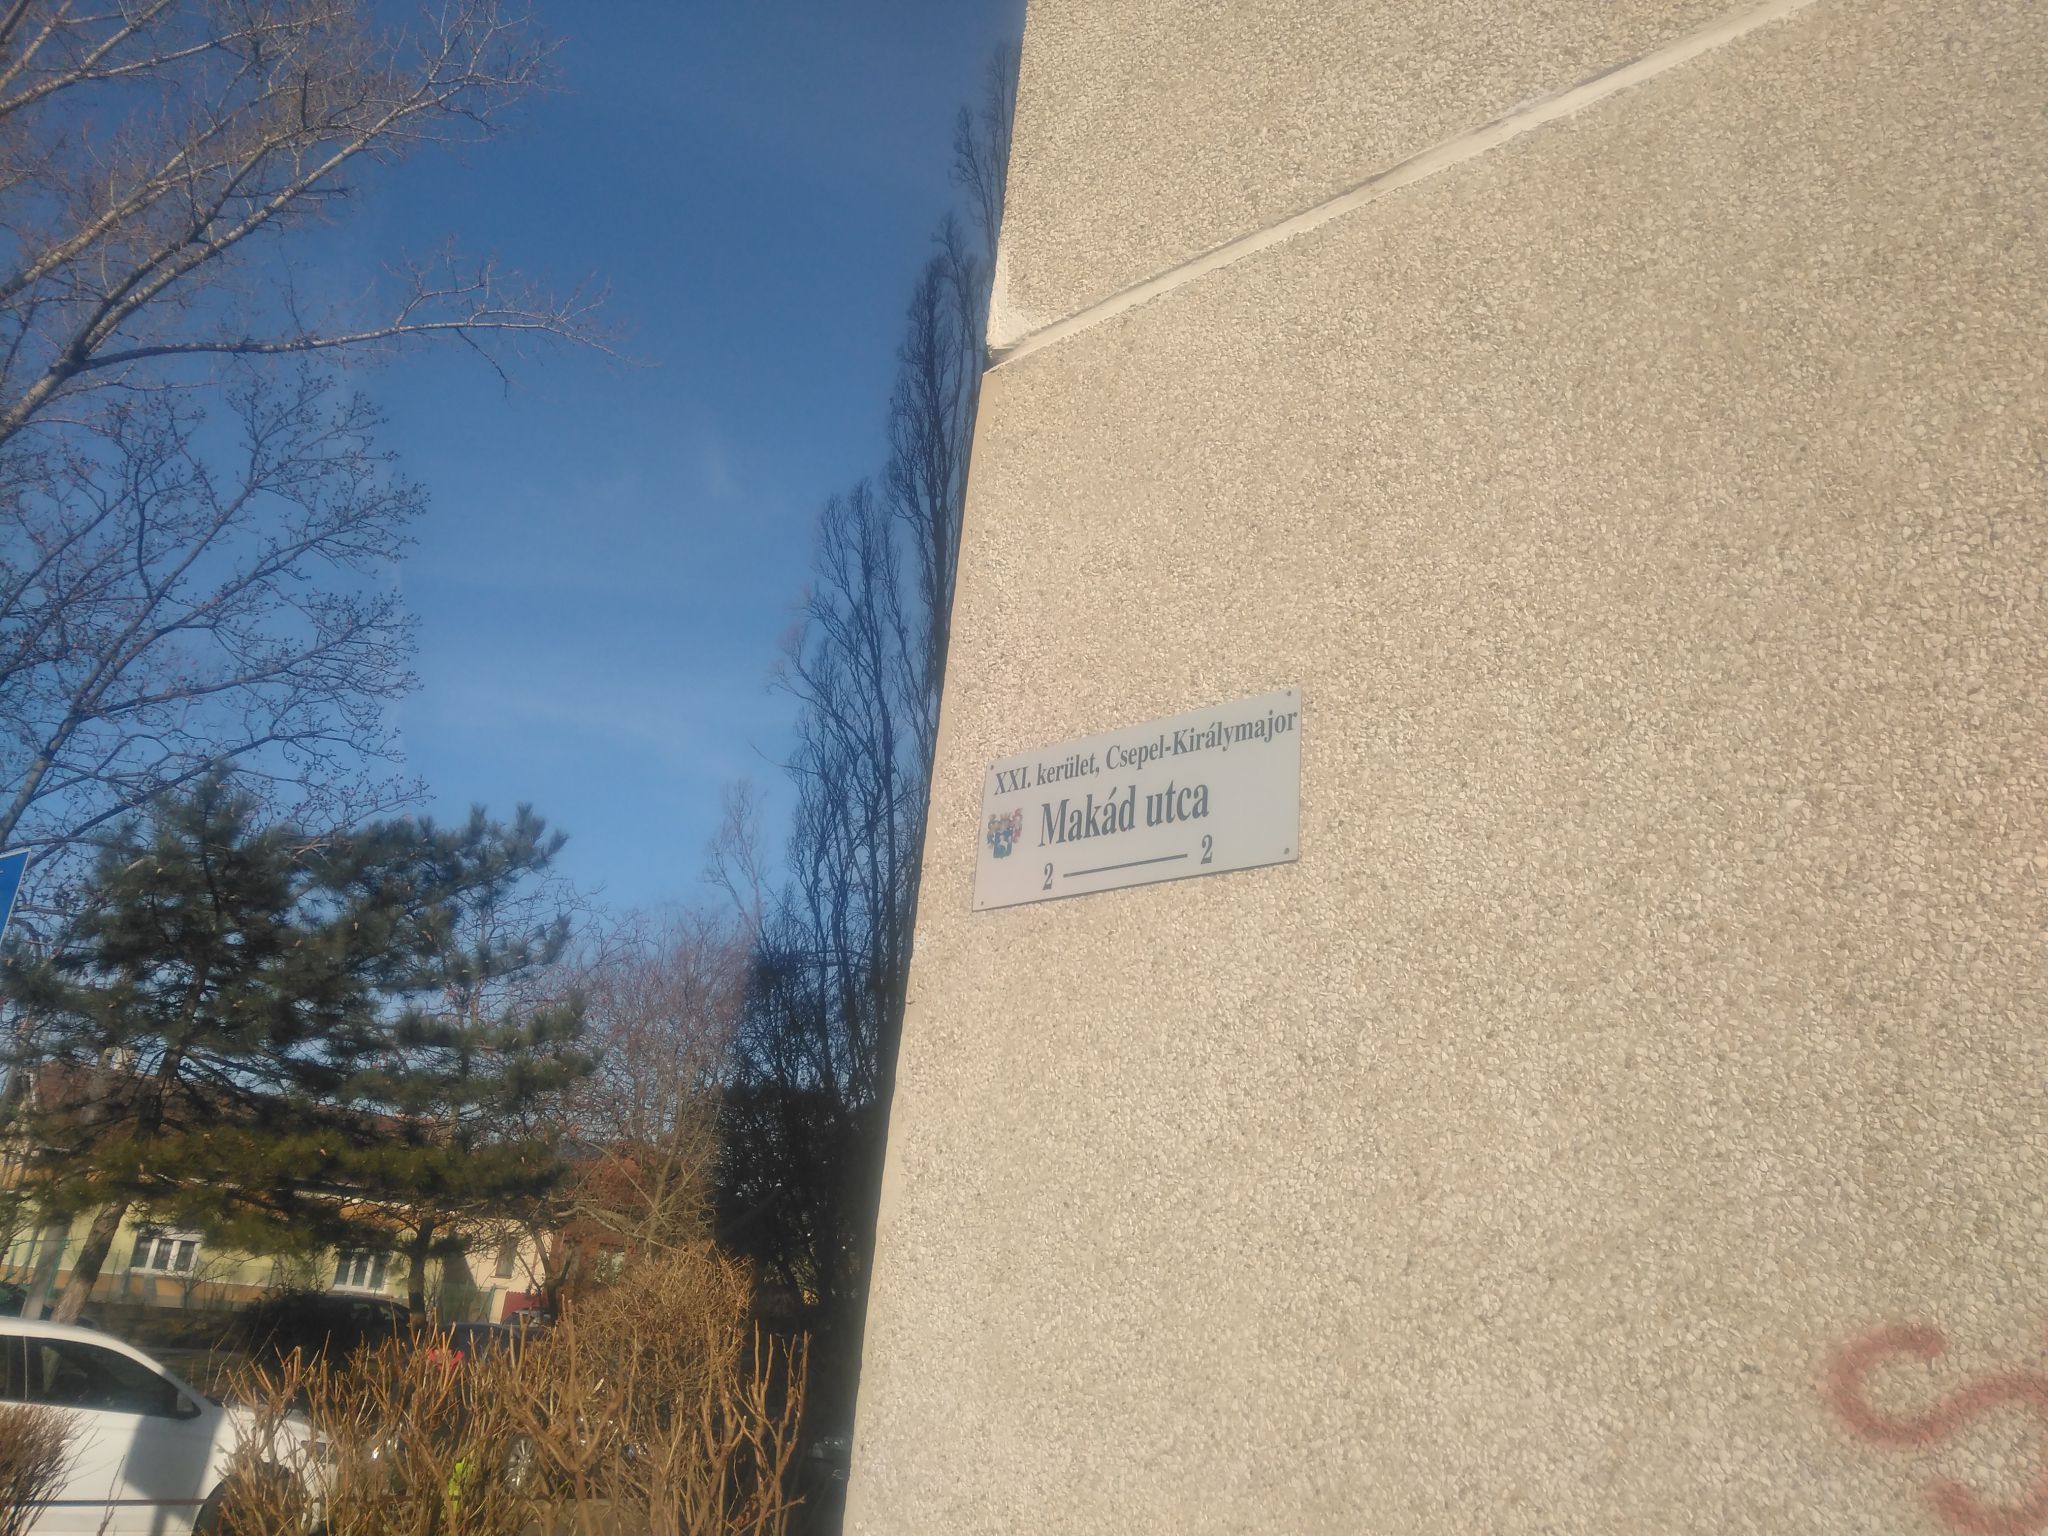 XXI. kerület, Csepel-Királymajor
Makád utca
2 — 2
S